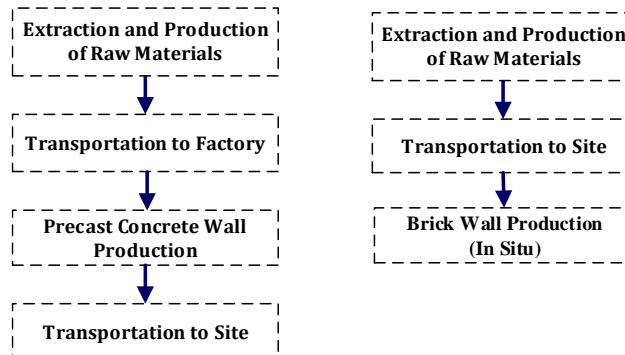 Extraction and Production
of Raw Materials
Transportation to Factory
Precast Concrete Wall
Production
Transportation to Site
Extraction and Production
of Raw Materials
Transportation to Site
Brick Wall Production
(In Situ)